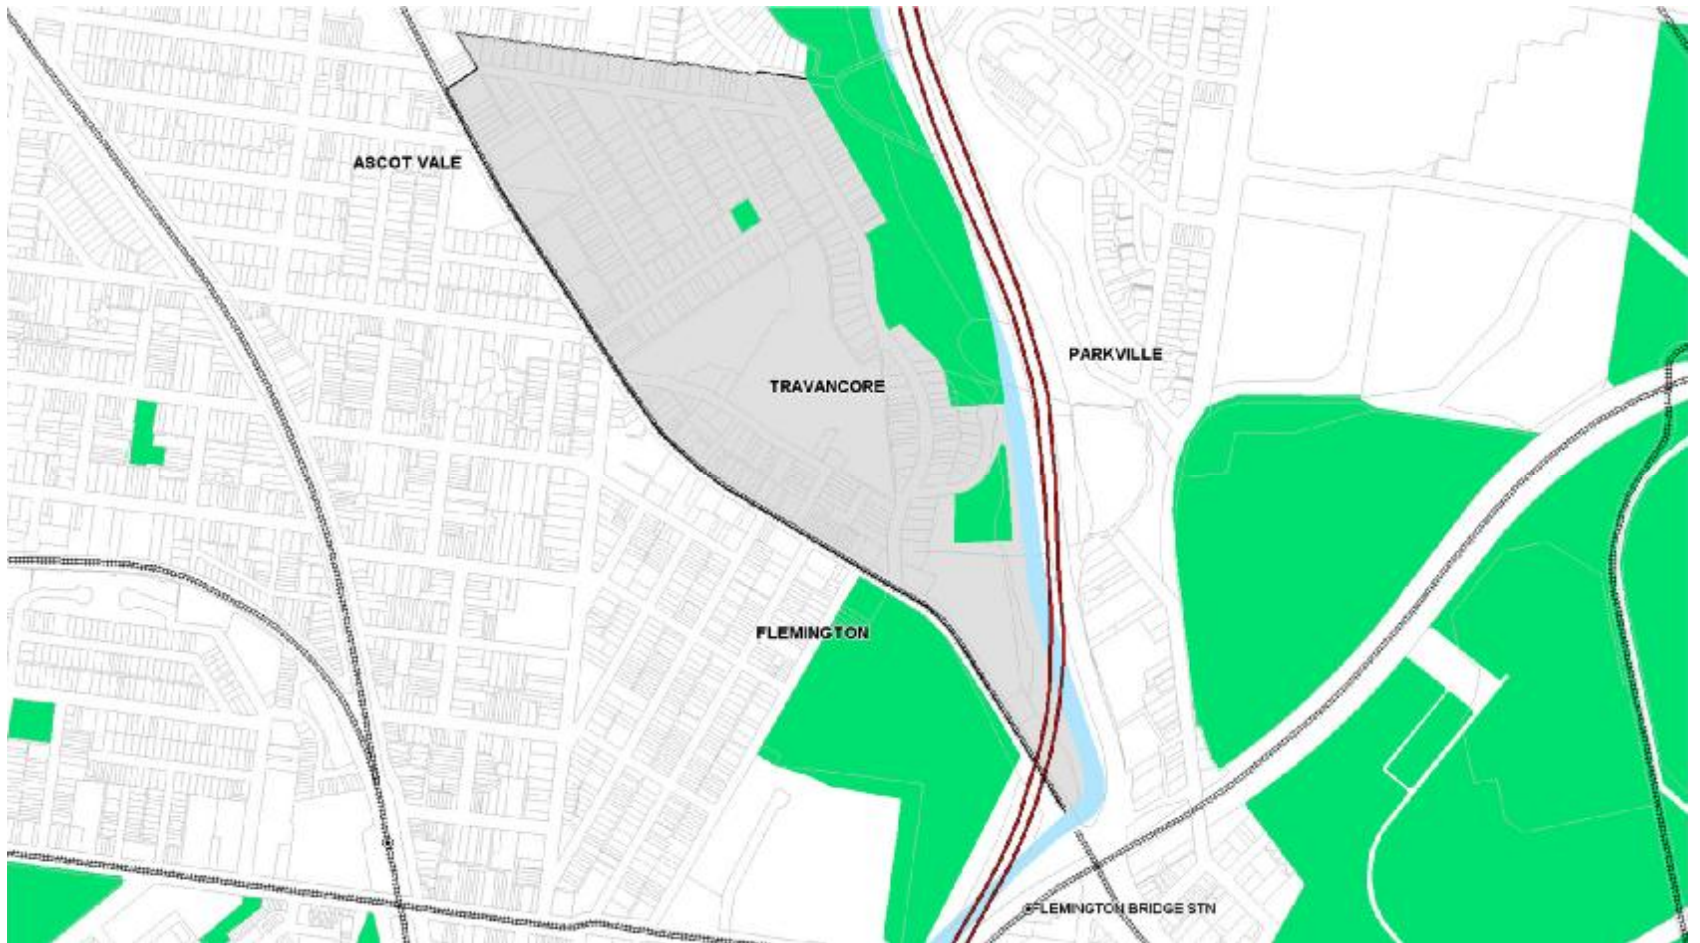 ASCOT VALE
PARKVILLE
TRAVANCORE
FLEMINGTON
FLEMINGTON BRIDGE STN